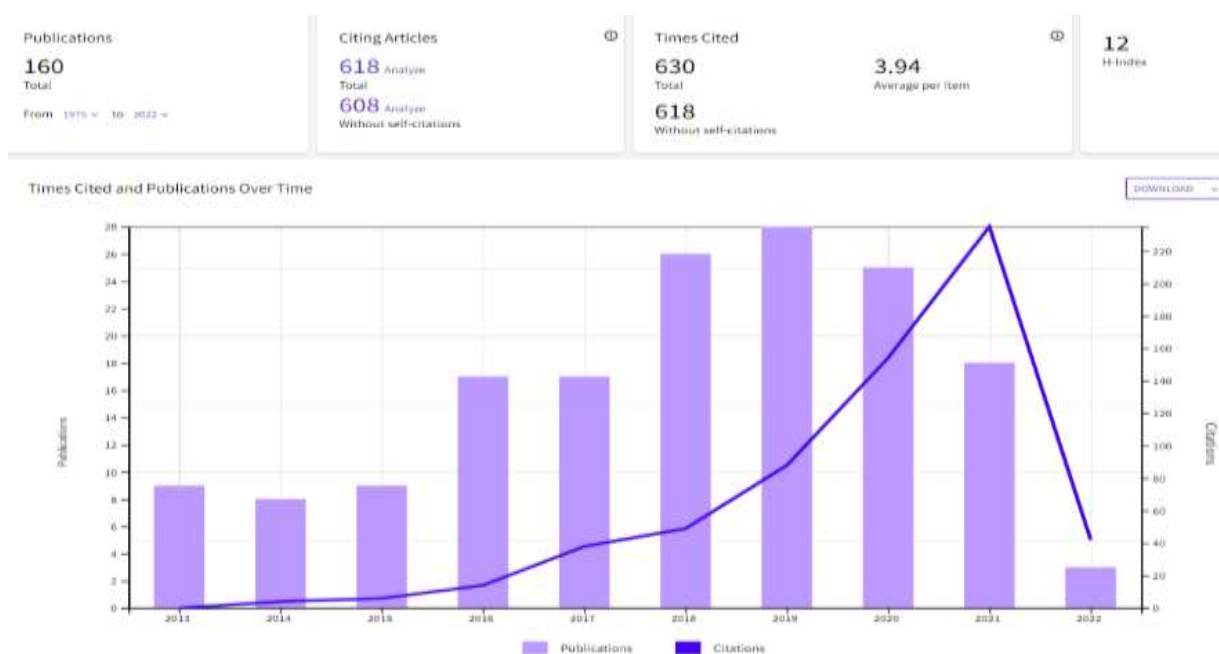 Publications
160
Total
From 1975 to 2022
Citing Articles
618 Analyze
Total
608 Analyze
Without self-citations
Times Cited
630
Total
618
Without self-citations
3.94
Average per item
12
H-Index
Times Cited and Publications Over Time
DOWNLOAD
Publications
28
26
24
22
20
18
16
14
12
10
8
6
4
2
0
220
200
180
160
140
120
100
80
60
40
20
0
Citations
2013 2014 2015 2016 2017 2018 2019 2020 2021 2022
Publications Citations